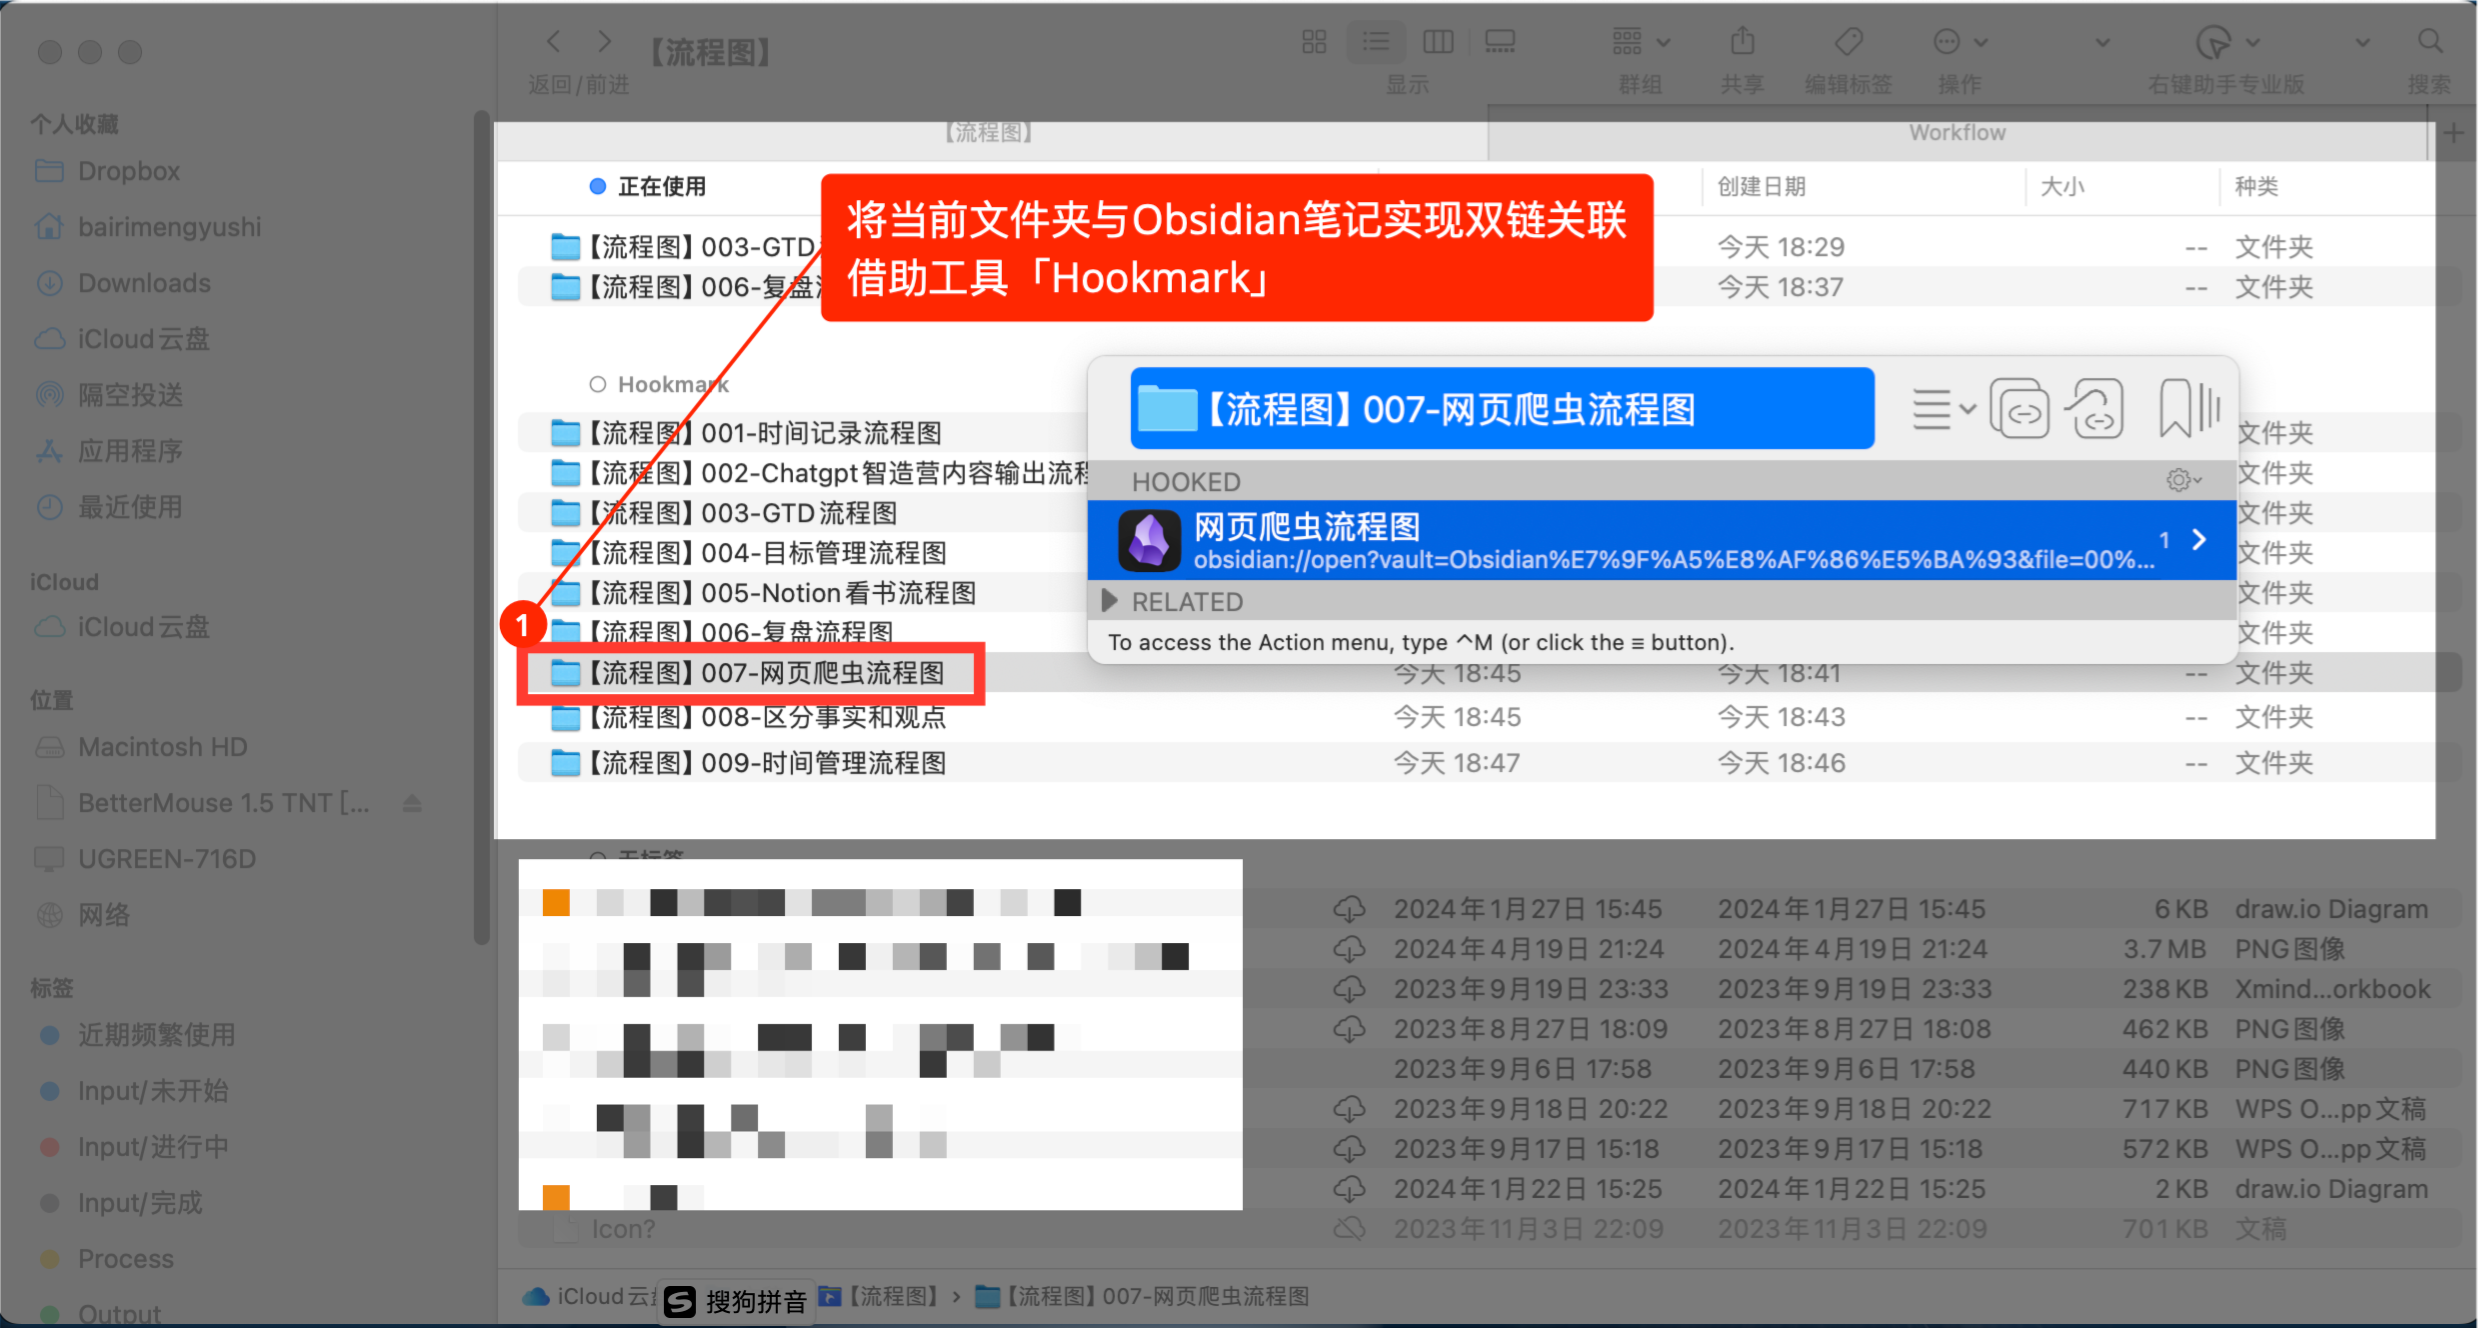 【流程图】
返回/前进
显示
群组
共享
编辑标签
操作
右键助手专业版
搜索
个人收藏
Dropbox
bairimengyushi
Downloads
iCloud云盘
隔空投送
应用程序
最近使用
iCloud
iCloud云盘
位置
Macintosh HD
BetterMouse 1.5 TNT [...
UGREEN-716D
网络
标签
近期频繁使用
Input/未开始
Input/进行中
Input/完成
Process
Output
【流程图】
Workflow
正在使用
创建日期
大小
种类
将当前文件夹与Obsidian笔记实现双链关联
借助工具「Hookmark」
【流程图】003-GTD
今天 18:29
--
文件夹
【流程图】006-复盘
今天 18:37
--
文件夹
Hookmark
【流程图】001-时间记录流程图
文件夹
【流程图】002-Chatgpt智造营内容输出流程
文件夹
【流程图】003-GTD流程图
文件夹
【流程图】004-目标管理流程图
文件夹
【流程图】005-Notion看书流程图
文件夹
1
【流程图】006-复盘流程图
文件夹
【流程图】007-网页爬虫流程图
今天 18:45
今天 18:41
--
文件夹
【流程图】008-区分事实和观点
今天 18:45
今天 18:43
--
文件夹
【流程图】009-时间管理流程图
今天 18:47
今天 18:46
--
文件夹
【流程图】007-网页爬虫流程图
HOOKED
网页爬虫流程图
obsidian://open?vault=Obsidian%E7%9F%A5%E8%AF%86%E5%BA%93&file=00%...
1
RELATED
To access the Action menu, type ^M (or click the ≡ button).
无标签
2024年1月27日 15:45
2024年1月27日 15:45
6 KB
draw.io Diagram
2024年4月19日 21:24
2024年4月19日 21:24
3.7 MB
PNG图像
2023年9月19日 23:33
2023年9月19日 23:33
238 KB
Xmind...orkbook
2023年8月27日 18:09
2023年8月27日 18:08
462 KB
PNG图像
2023年9月6日 17:58
2023年9月6日 17:58
440 KB
PNG图像
2023年9月18日 20:22
2023年9月18日 20:22
717 KB
WPS O...pp文稿
2023年9月17日 15:18
2023年9月17日 15:18
572 KB
WPS O...pp文稿
2024年1月22日 15:25
2024年1月22日 15:25
2 KB
draw.io Diagram
Icon?
2023年11月3日 22:09
2023年11月3日 22:09
701 KB
文稿
iCloud云
搜狗拼音
【流程图】
›
【流程图】007-网页爬虫流程图